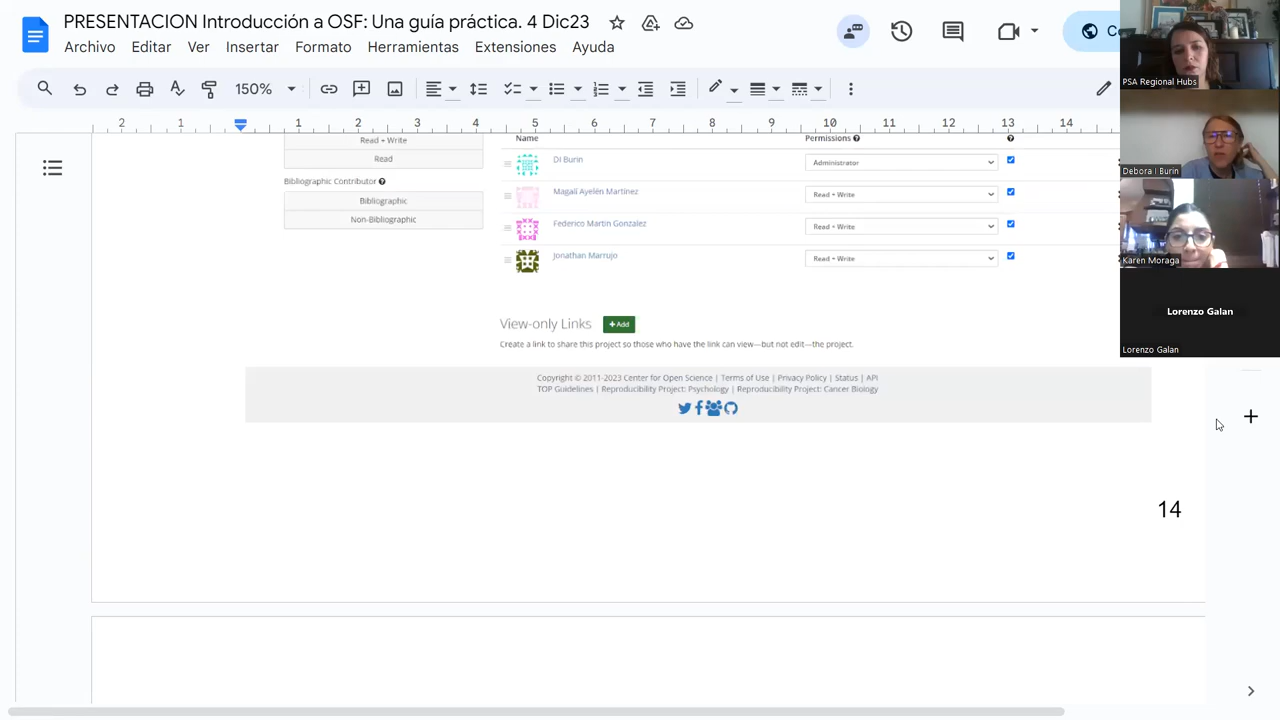 PRESENTACION Introducción a OSF: Una guía práctica. 4 Dic23
Archivo Editar Ver Insertar Formato Herramientas Extensiones Ayuda
150%
2 1 1 2 3 4 5 6 7 8 9 10 11 12 13 14
Read + Write
Read
Bibliographic Contributor
Bibliographic
Non-Bibliographic
Name Permissions
DI Burin Administrator
Magalí Ayelén Martínez Read + Write
Federico Martin Gonzalez Read + Write
Jonathan Marrujo Read + Write
View-only Links + Add
Create a link to share this project so those who have the link can view—but not edit—the project.
Copyright © 2011-2023 Center for Open Science | Terms of Use | Privacy Policy | Status | API
TOP Guidelines | Reproducibility Project: Psychology | Reproducibility Project: Cancer Biology
14
PSA Regional Hubs
Debora I Burin
Karen Moraga
Lorenzo Galan
Lorenzo Galan